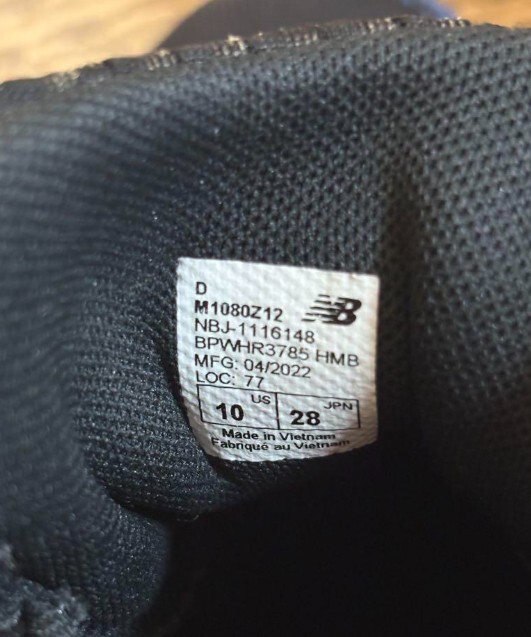 D
M1080Z12 NB
NBJ-1116148
BPWHR3785 HMB
MFG: 04/2022
LOC: 77
US JPN
10 28
Made in Vietnam
Fabriqué au Vietnam